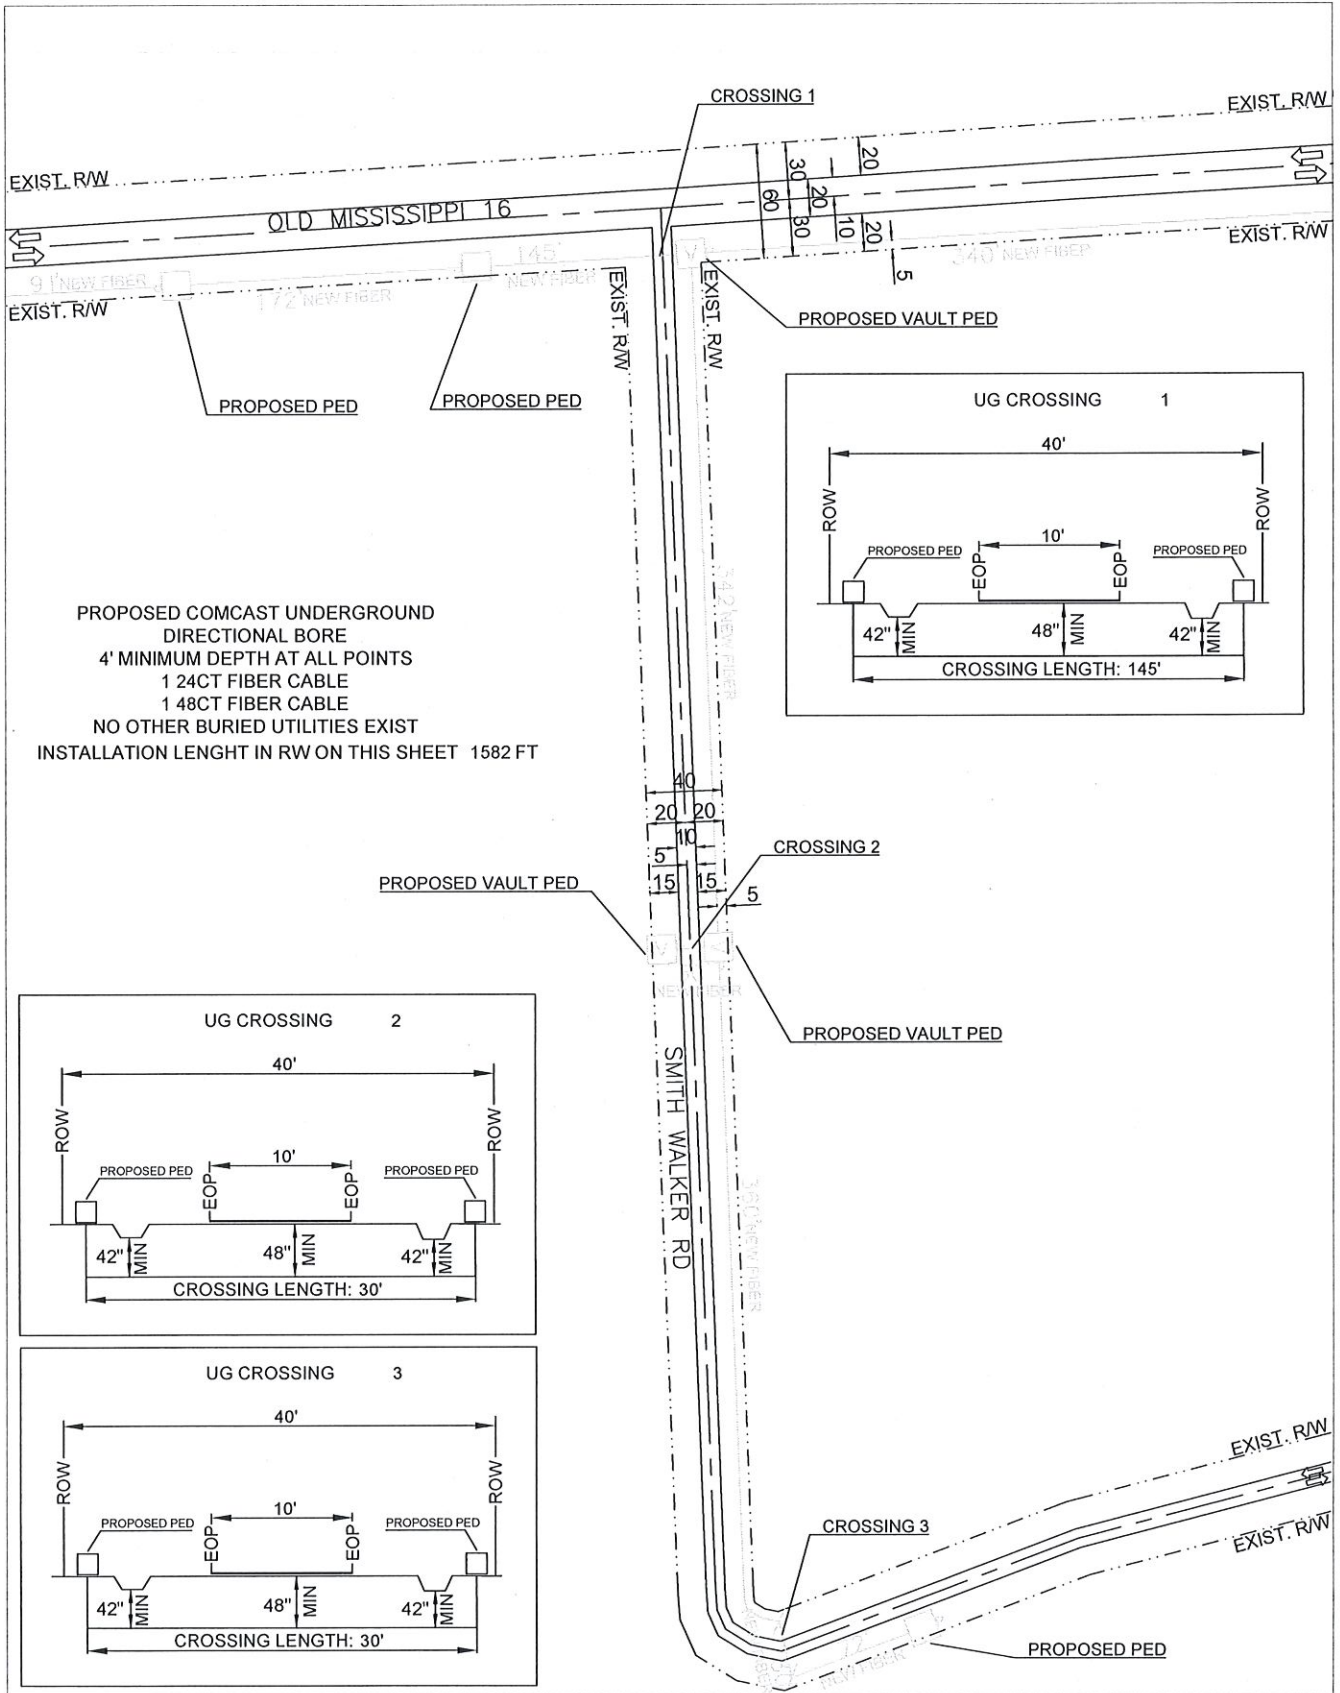 CROSSING 1
EXIST. R/W
EXIST. R/W
OLD MISSISSIPPI 16
20
30
20
60
10
30
20
5
EXIST. R/W
EXIST. R/W
91' NEW FIBER
172' NEW FIBER
145'
NEW FIBER
340' NEW FIBER
V
EXIST. R/W
EXIST. R/W
PROPOSED VAULT PED
PROPOSED PED
PROPOSED PED
UG CROSSING 1
40'
ROW
ROW
PROPOSED PED
10'
PROPOSED PED
EOP
EOP
42" MIN
48" MIN
42" MIN
CROSSING LENGTH: 145'
342' NEW FIBER
PROPOSED COMCAST UNDERGROUND
DIRECTIONAL BORE
4' MINIMUM DEPTH AT ALL POINTS
1 24CT FIBER CABLE
1 48CT FIBER CABLE
NO OTHER BURIED UTILITIES EXIST
INSTALLATION LENGHT IN RW ON THIS SHEET 1582 FT
40
20 20
10
5
15 15
5
CROSSING 2
PROPOSED VAULT PED
V
V
NEW FIBER
PROPOSED VAULT PED
SMITH WALKER RD
360' NEW FIBER
UG CROSSING 2
40'
ROW
ROW
PROPOSED PED
10'
PROPOSED PED
EOP
EOP
42" MIN
48" MIN
42" MIN
CROSSING LENGTH: 30'
UG CROSSING 3
40'
ROW
ROW
PROPOSED PED
10'
PROPOSED PED
EOP
EOP
42" MIN
48" MIN
42" MIN
CROSSING LENGTH: 30'
EXIST. R/W
EXIST. R/W
CROSSING 3
72'
NEW FIBER
PROPOSED PED